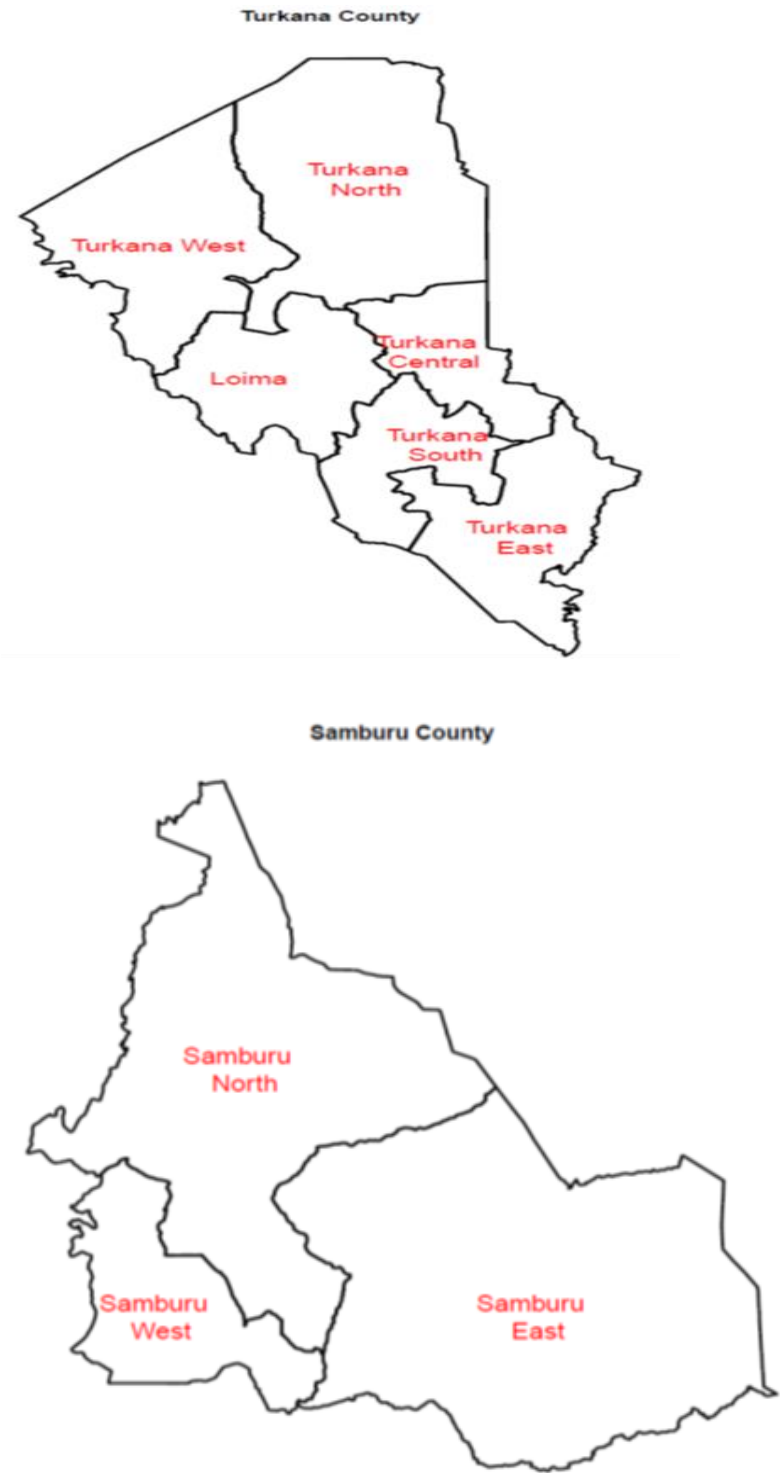 Turkana County
Turkana
North
Turkana West
Turkana
Central
Loima
Turkana
South
Turkana
East
Samburu County
Samburu
North
Samburu
West
Samburu
East